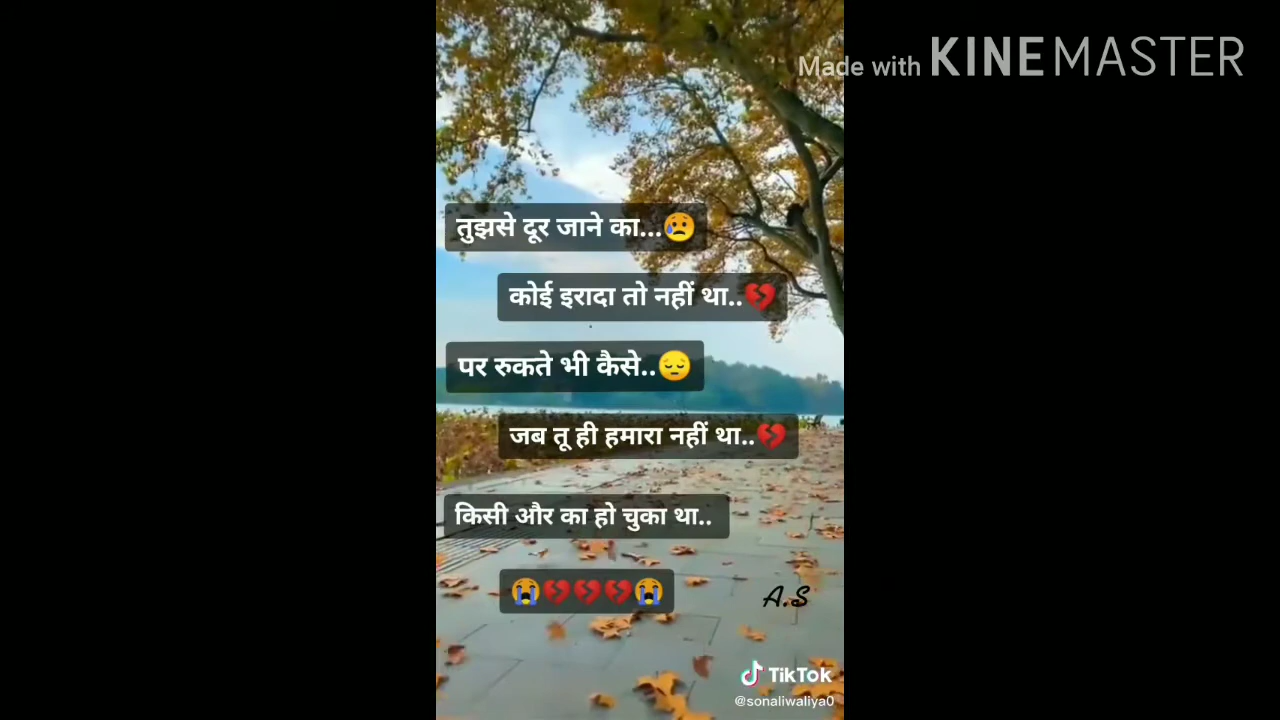 Made with KINEMASTER
तुझसे दूर जाने का...😢
कोई इरादा तो नहीं था..💔
पर रुकते भी कैसे..😔
जब तू ही हमारा नहीं था..💔
किसी और का हो चुका था..
😭💔💔💔😭
A.S
TikTok
@sonaliwaliya0